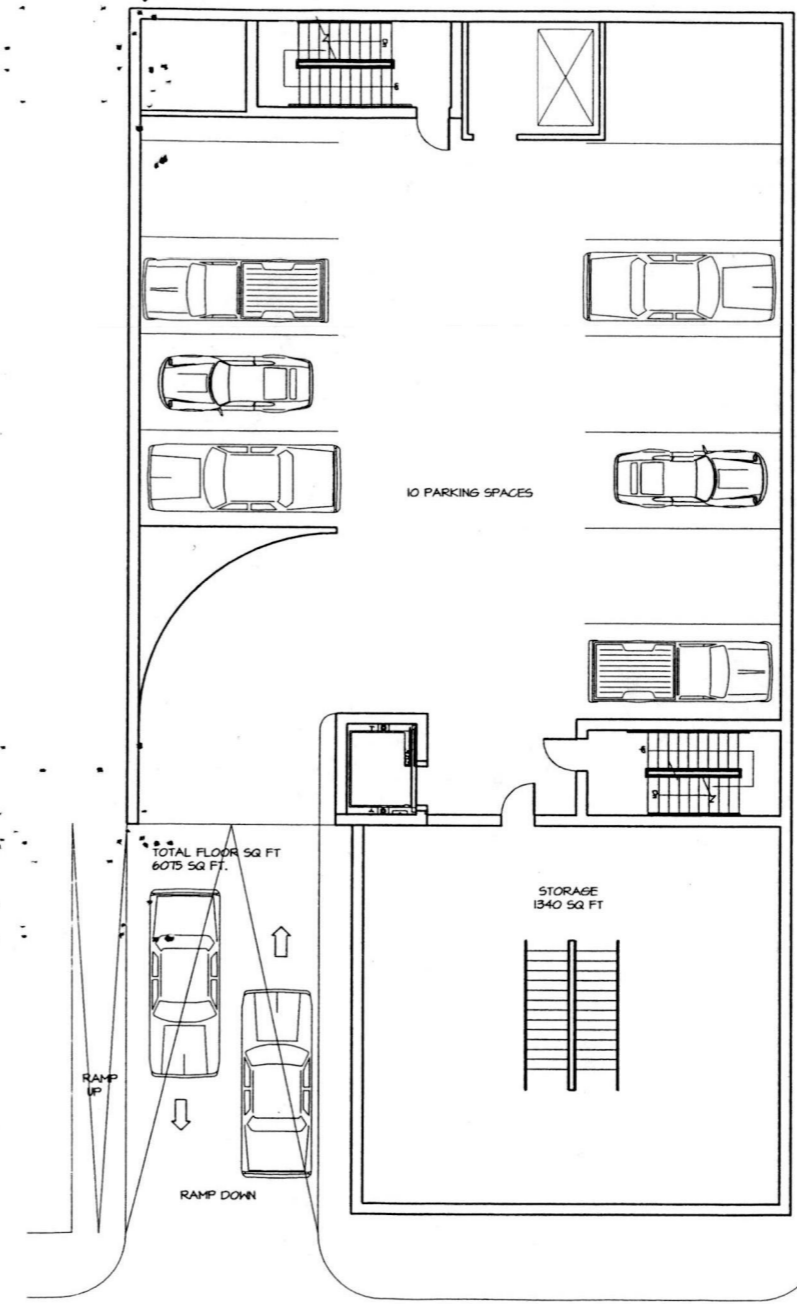 10 PARKING SPACES
TOTAL FLOOR SQ FT
6075 SQ FT.
STORAGE
1340 SQ FT
RAMP
UP
RAMP DOWN